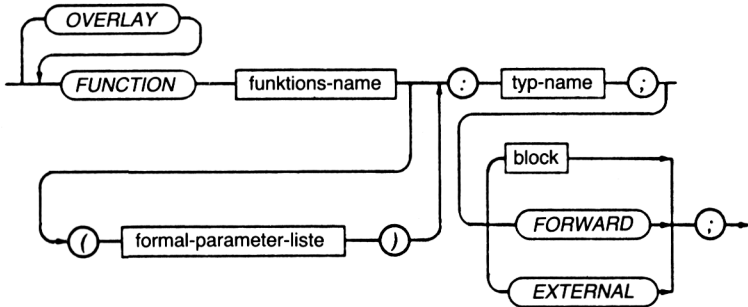 OVERLAY
FUNCTION funktions-name : typ-name ;
block
( formal-parameter-liste ) FORWARD ;
EXTERNAL